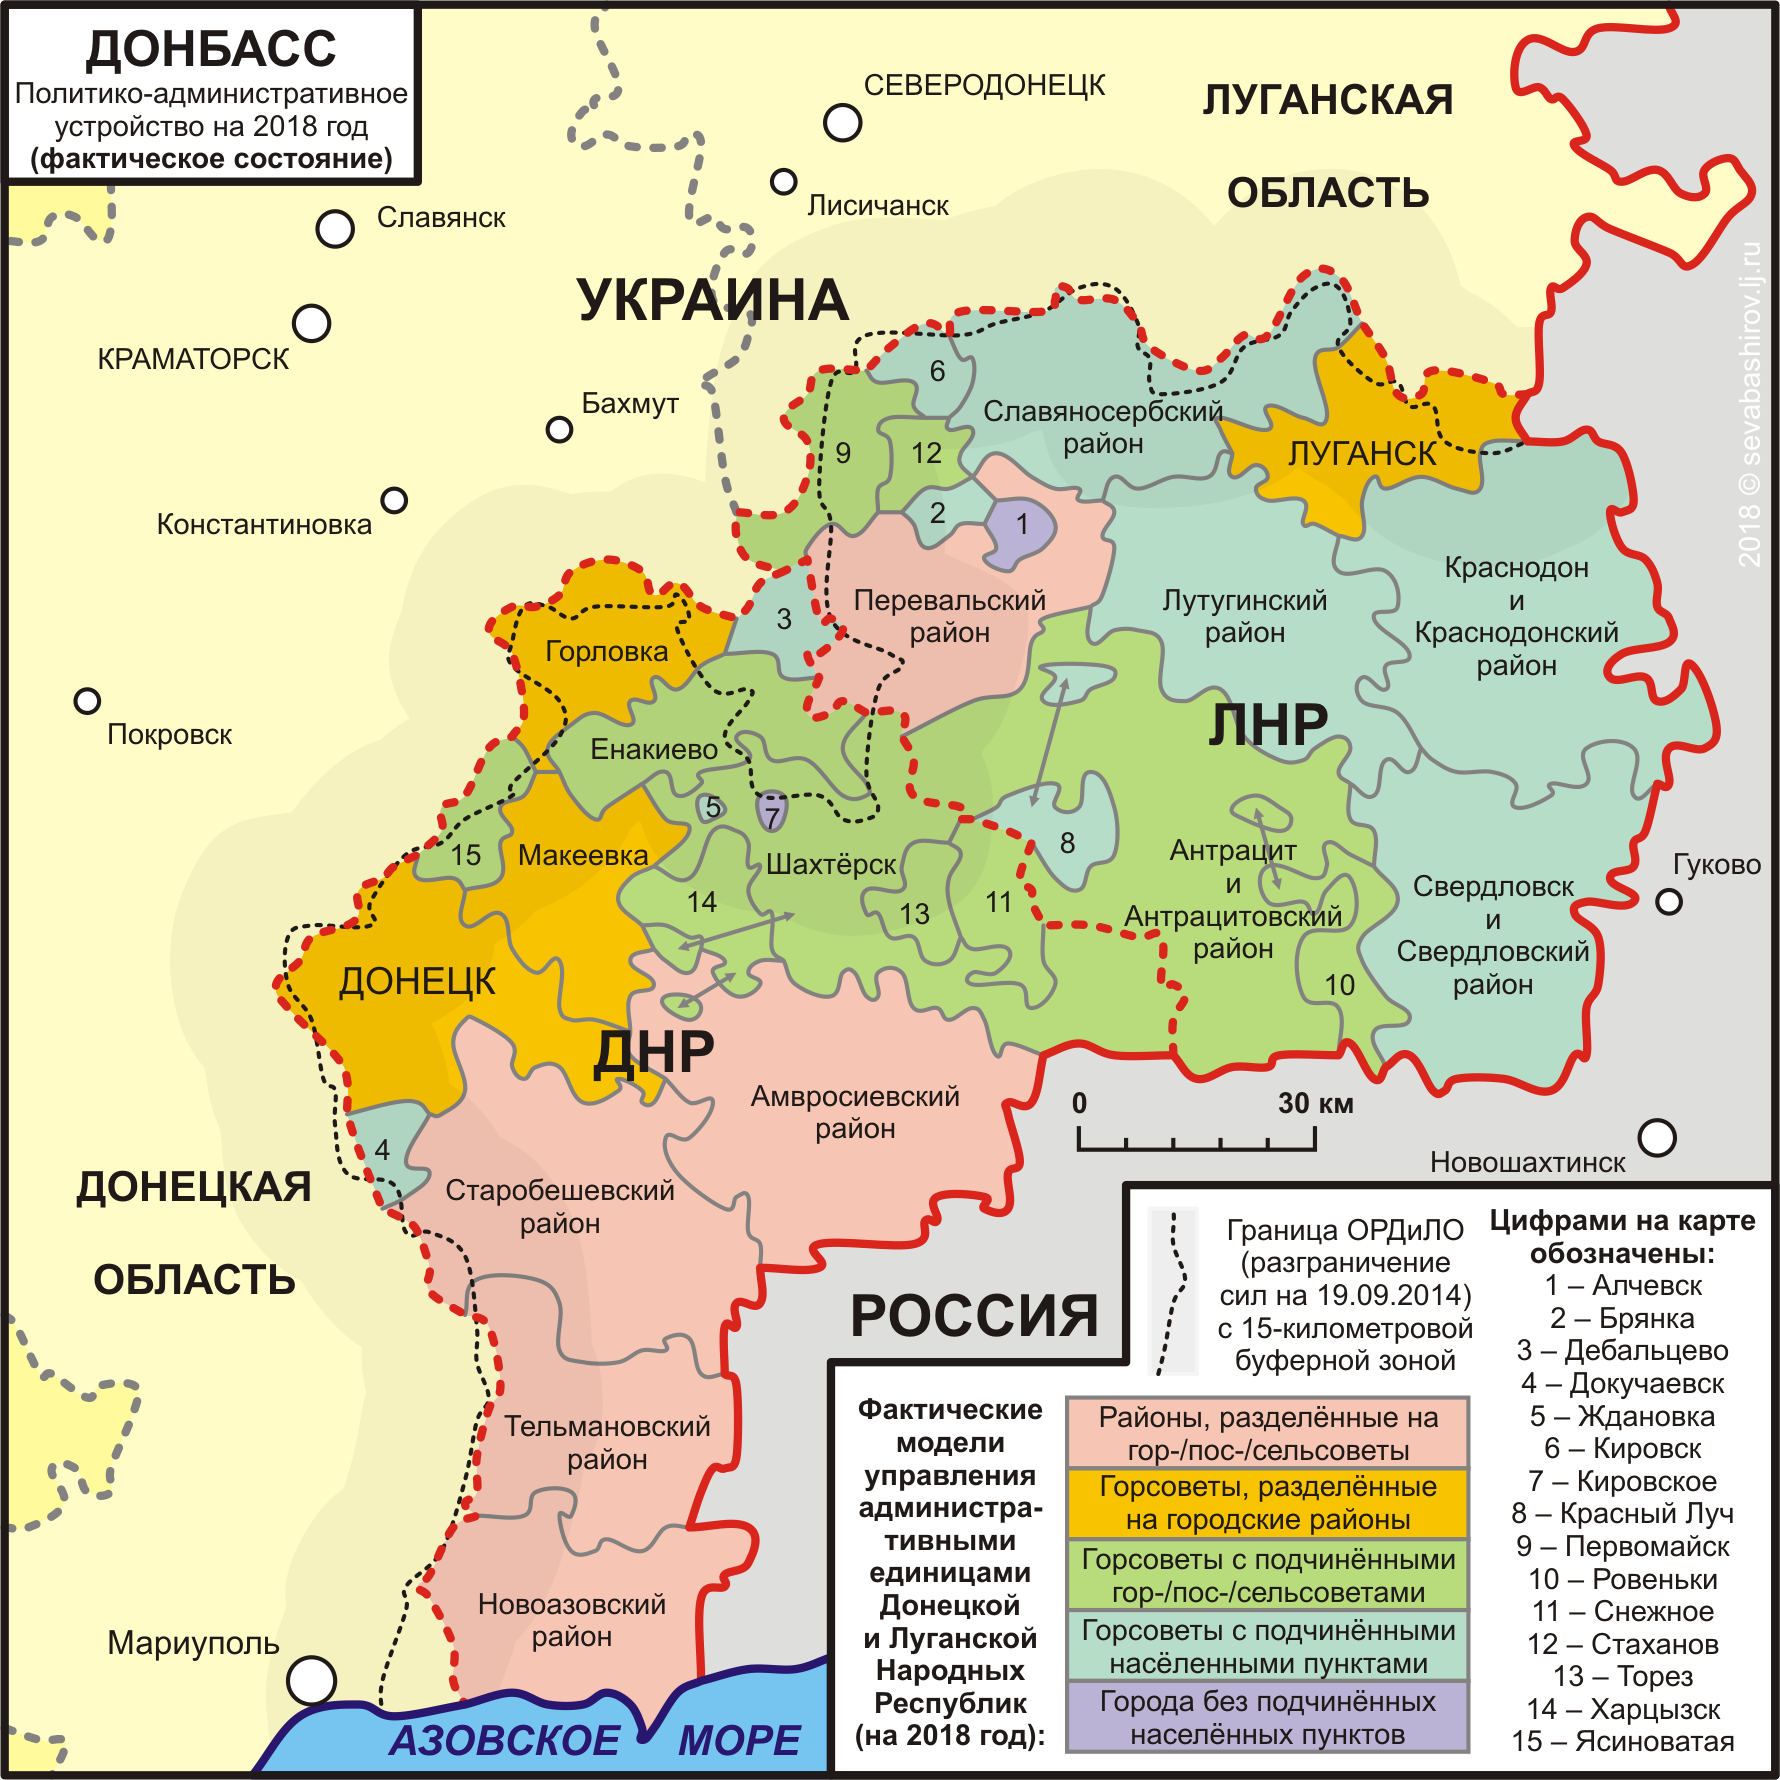 ДОНБАСС
Политико-административное
устройство на 2018 год
(фактическое состояние)
СЕВЕРОДОНЕЦК
ЛУГАНСКАЯ
ОБЛАСТЬ
Лисичанск
Славянск
УКРАИНА
КРАМАТОРСК
Бахмут
Константиновка
Покровск
2018 © sevabashirov.lj.ru
6
Славяносербский
район
9
12
ЛУГАНСК
2
1
3
Перевальский
район
Лутугинский
район
Краснодон
и
Краснодонский
район
Горловка
ЛНР
Енакиево
5
7
15
Макеевка
Шахтёрск
8
14
13
11
Антрацит
и
Антрацитовский
район
10
Свердловск
и
Свердловский
район
Гуково
ДОНЕЦК
ДНР
Амвросиевский
район
0
30 км
Новошахтинск
4
ДОНЕЦКАЯ
ОБЛАСТЬ
Старобешевский
район
РОССИЯ
Тельмановский
район
Новоазовский
район
Мариуполь
АЗОВСКОЕ МОРЕ
Граница ОРДиЛО
(разграничение
сил на 19.09.2014)
с 15-километровой
буферной зоной
Фактические
модели
управления
администра-
тивными
единицами
Донецкой
и Луганской
Народных
Республик
(на 2018 год):
Районы, разделённые на
гор-/пос-/сельсоветы
Горсоветы, разделённые
на городские районы
Горсоветы с подчинёнными
гор-/пос-/сельсоветами
Горсоветы с подчинёнными
насёленными пунктами
Города без подчинённых
населённых пунктов
Цифрами на карте
обозначены:
1 – Алчевск
2 – Брянка
3 – Дебальцево
4 – Докучаевск
5 – Ждановка
6 – Кировск
7 – Кировское
8 – Красный Луч
9 – Первомайск
10 – Ровеньки
11 – Снежное
12 – Стаханов
13 – Торез
14 – Харцызск
15 – Ясиноватая